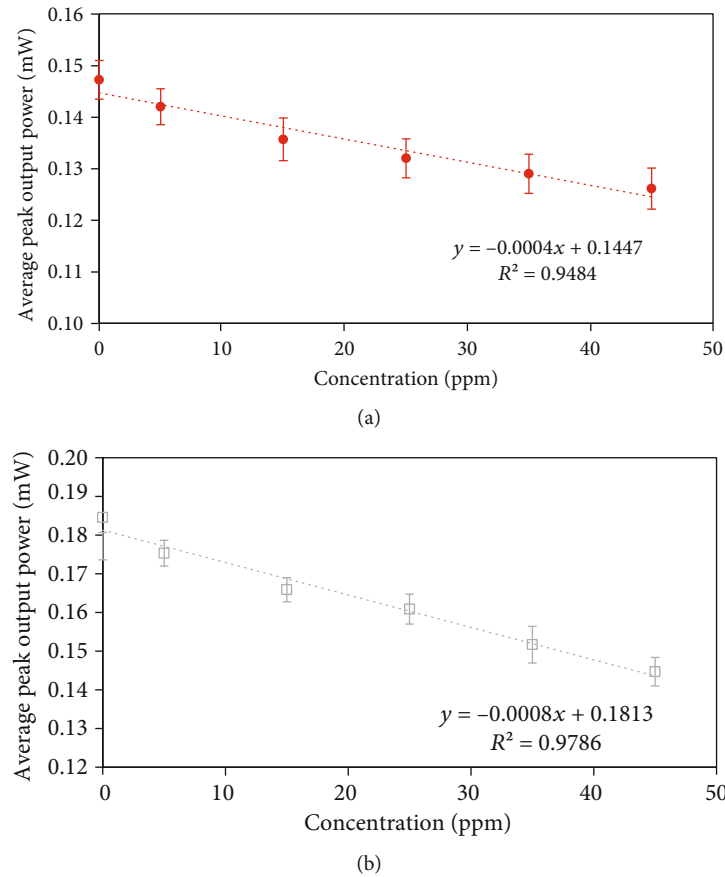 Average peak output power (mW)
0.16
0.15
0.14
0.13
0.12
0.11
0.10
y = –0.0004x + 0.1447
R² = 0.9484
0 10 20 30 40 50
Concentration (ppm)
(a)
Average peak output power (mW)
0.20
0.19
0.18
0.17
0.16
0.15
0.14
0.13
0.12
y = –0.0008x + 0.1813
R² = 0.9786
0 10 20 30 40 50
Concentration (ppm)
(b)